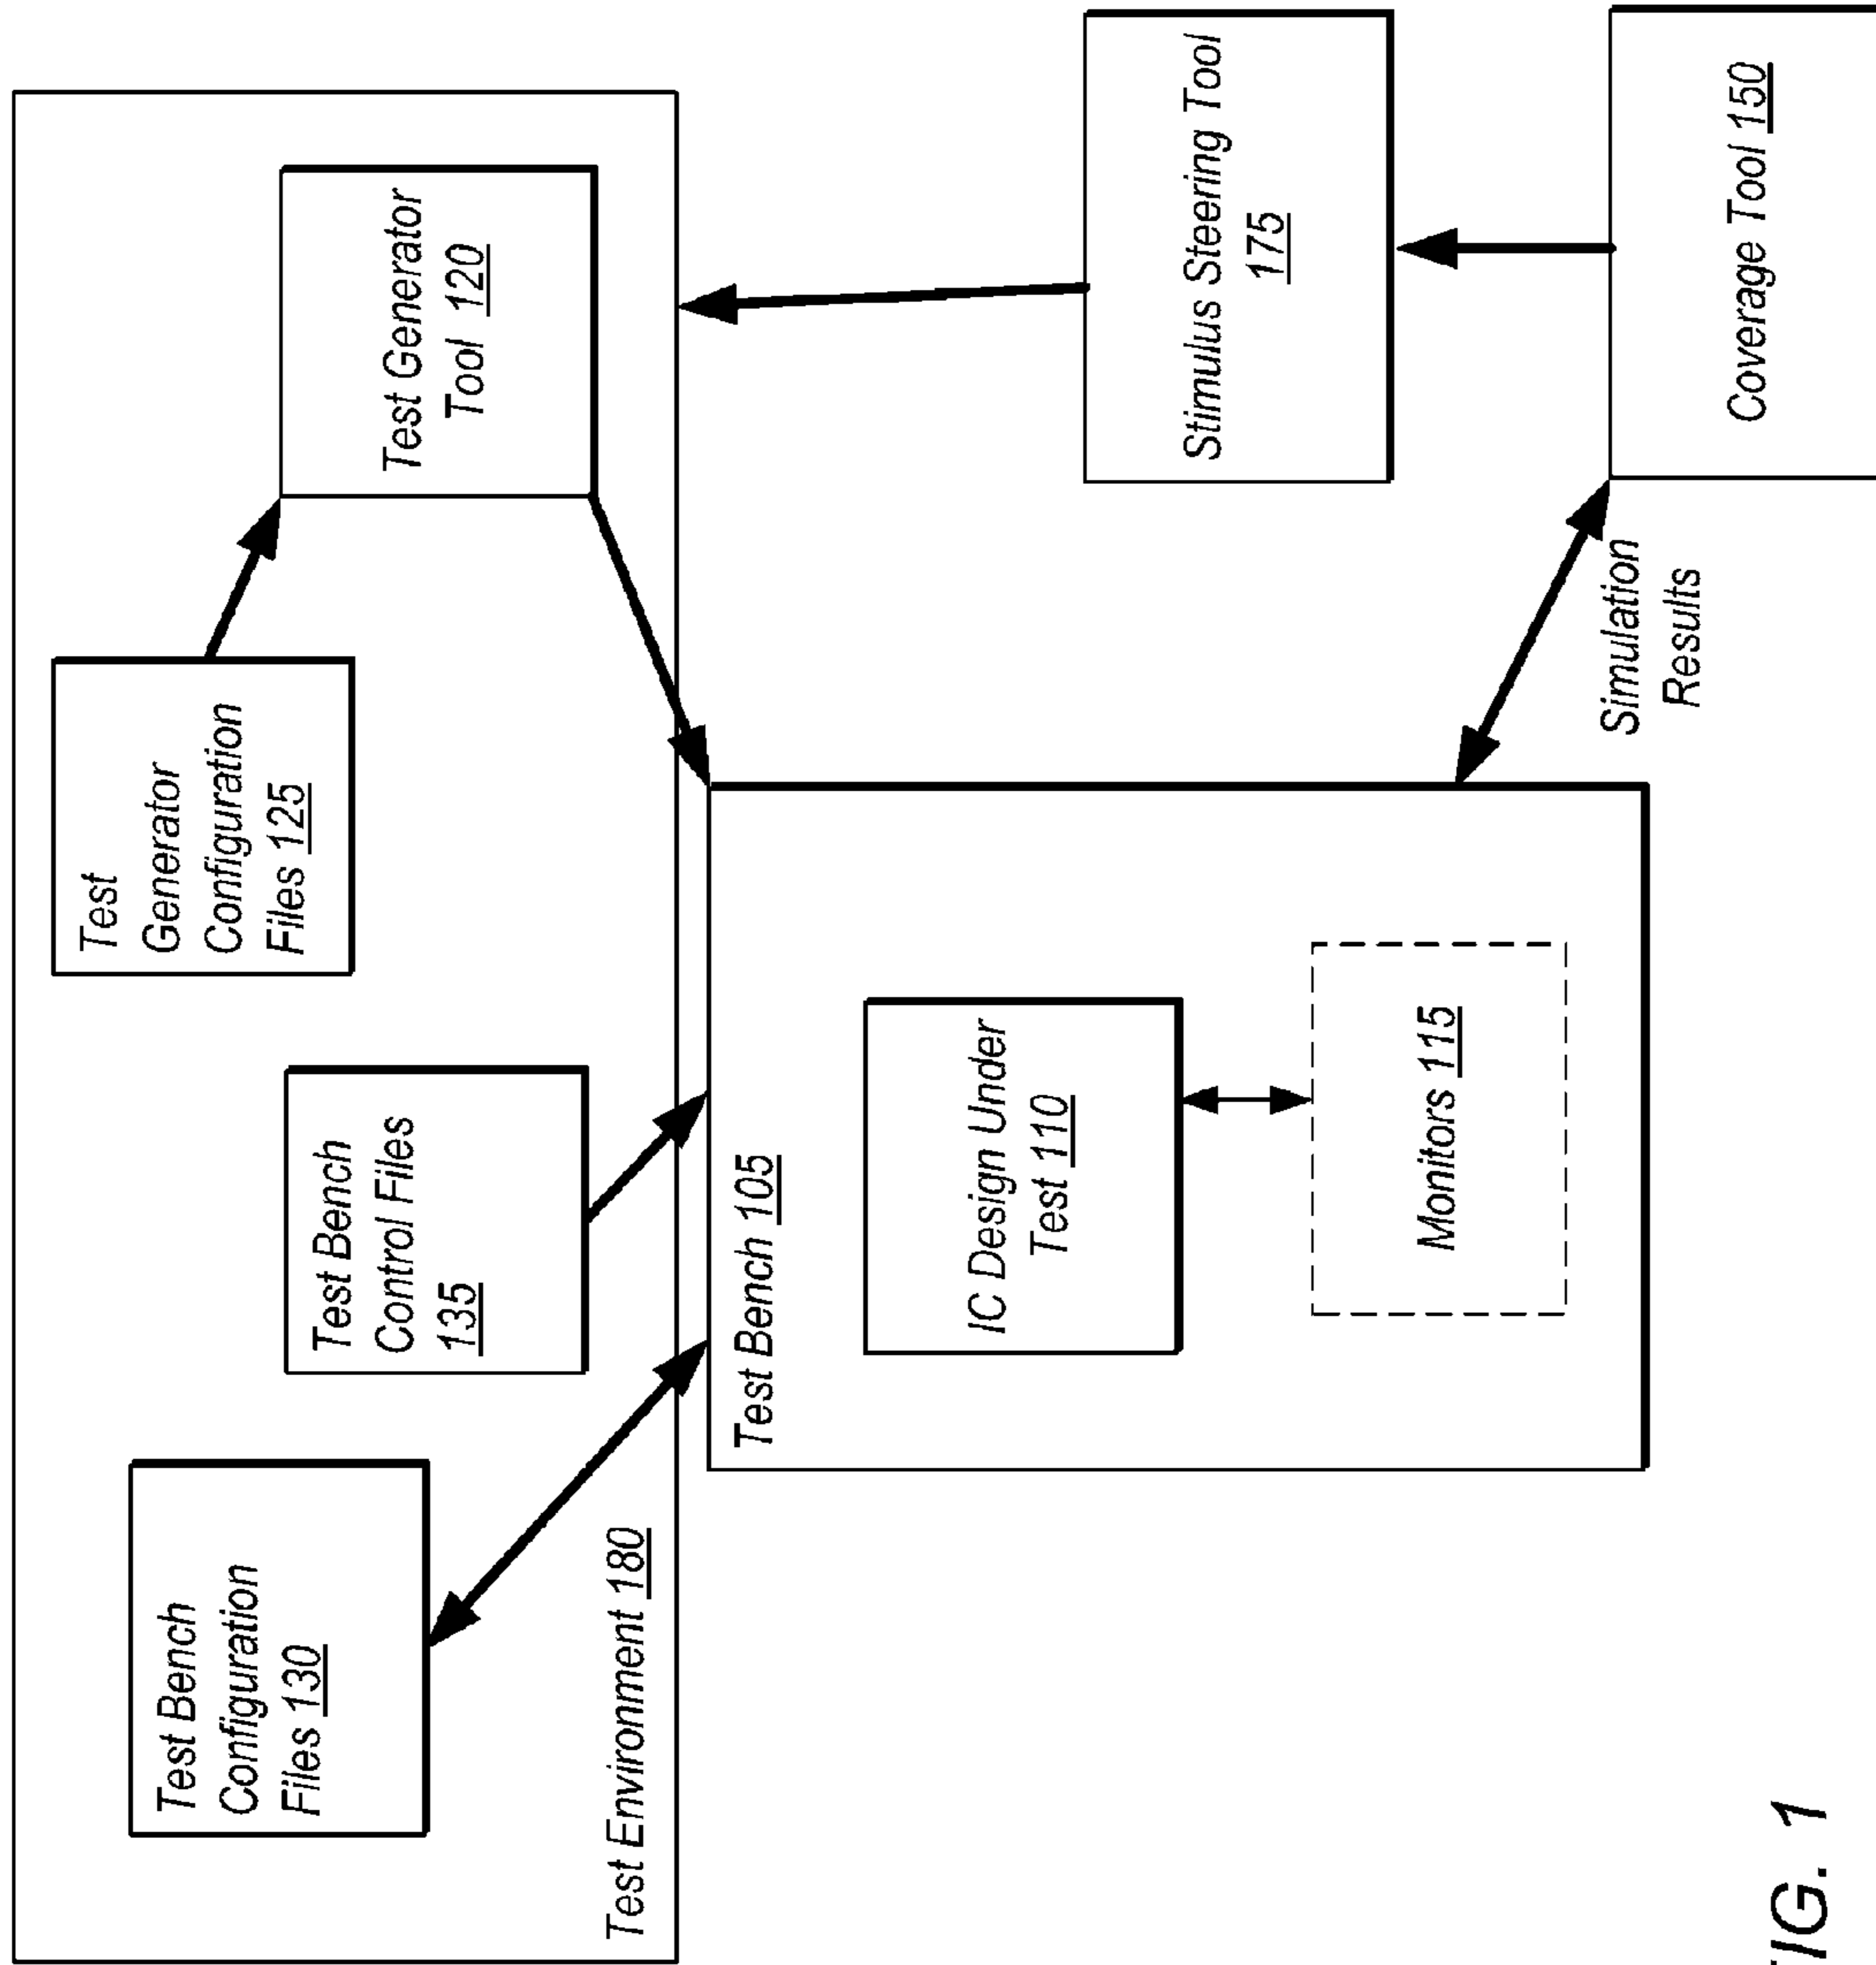 Test Bench
Configuration
Files 130
Test Bench
Control Files
135
Test
Generator
Configuration
Files 125
Test Generator
Tool 120
Test Environment 180
Test Bench 105
IC Design Under
Test 110
Monitors 115
Stimulus Steering Tool
175
Simulation
Results
Coverage Tool 150
FIG. 1